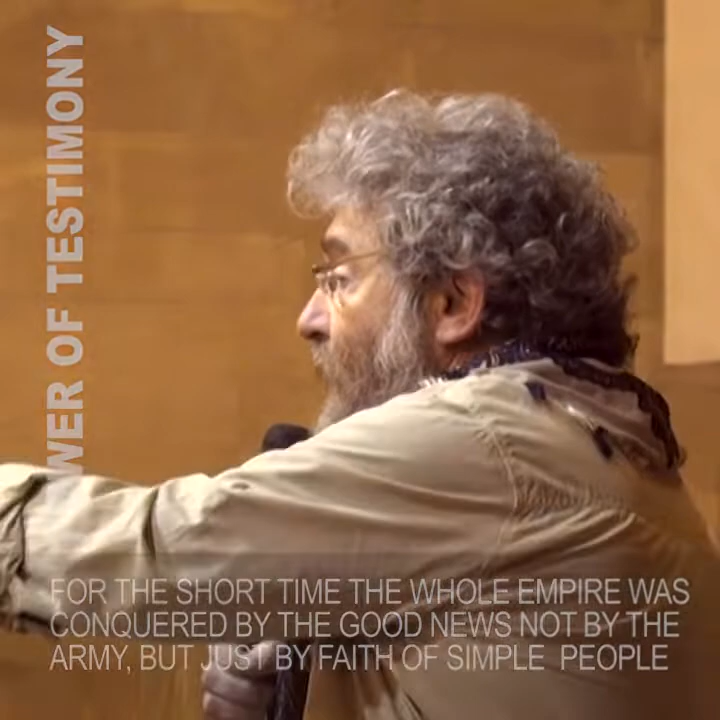 WER OF TESTIMONY
FOR THE SHORT TIME THE WHOLE EMPIRE WAS
CONQUERED BY THE GOOD NEWS NOT BY THE
ARMY, BUT JUST BY FAITH OF SIMPLE PEOPLE